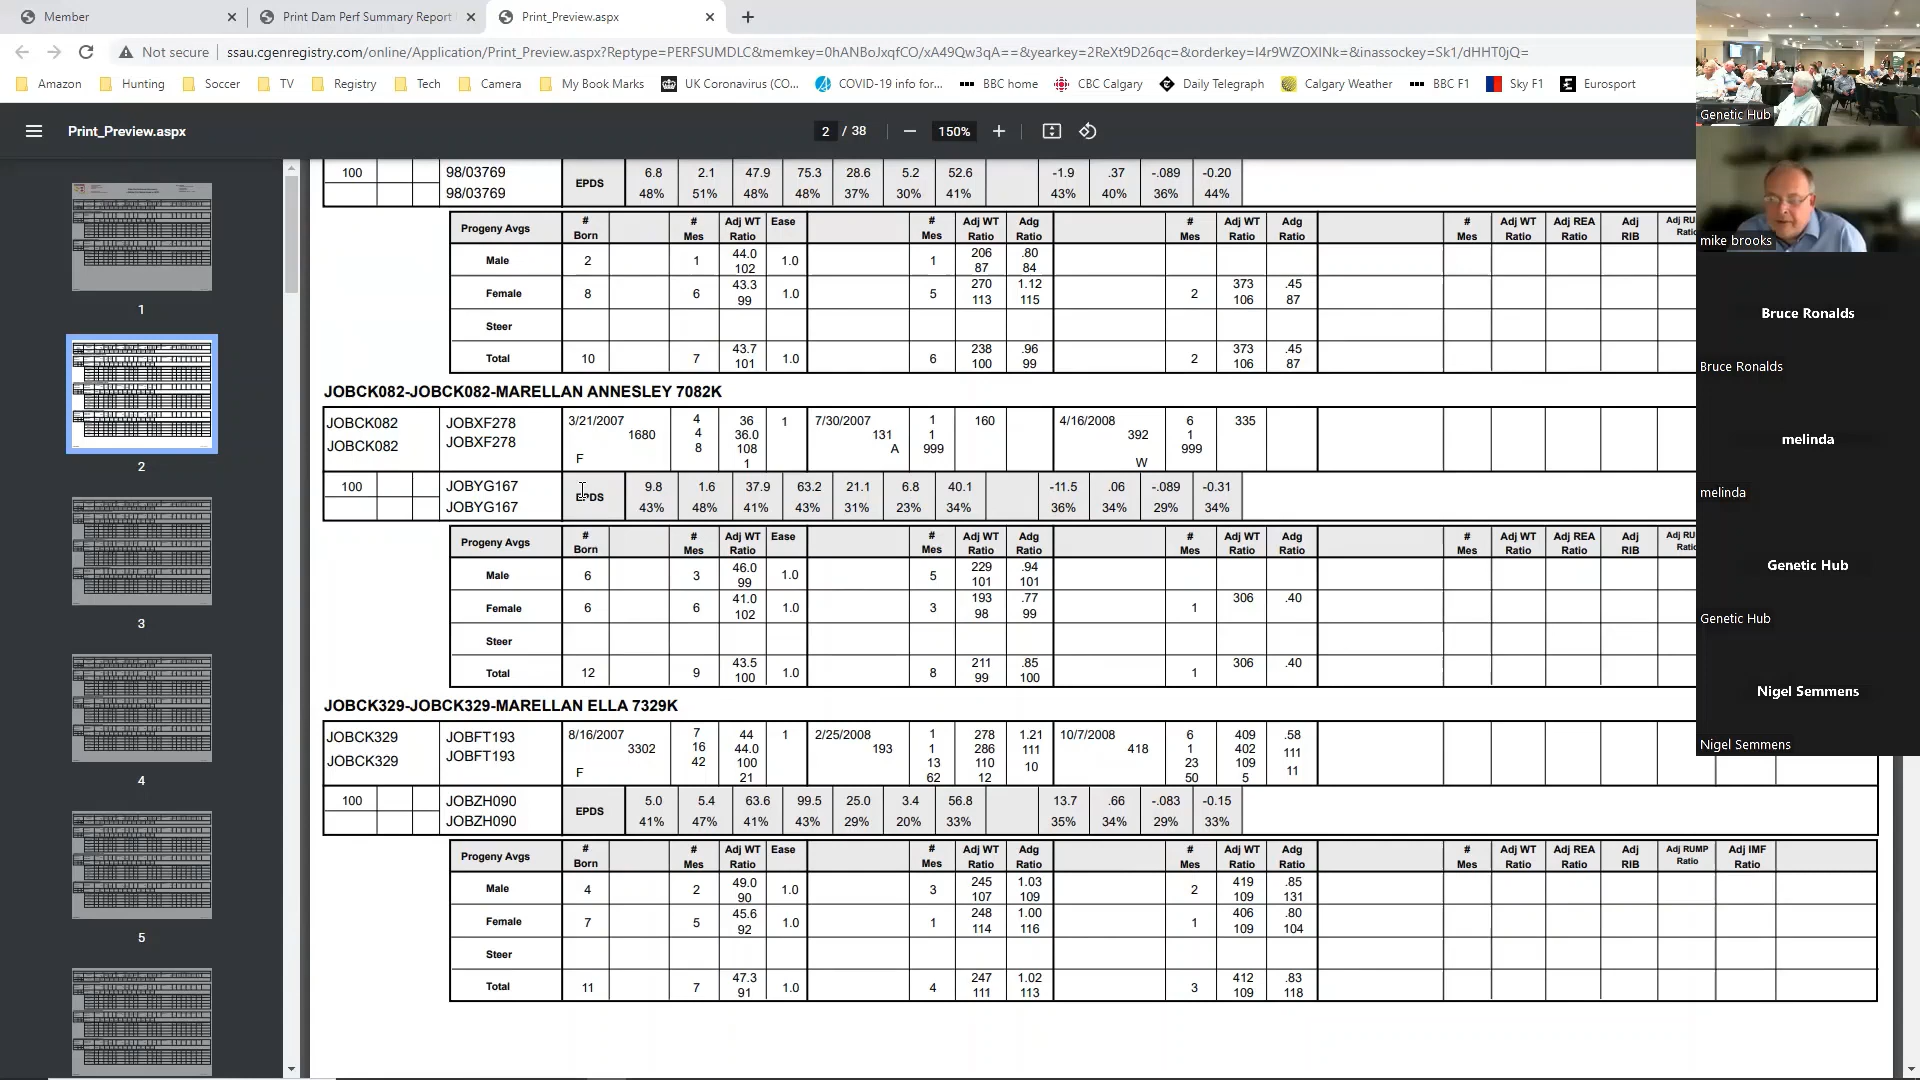 Member
Print Dam Perf Summary Report
Print_Preview.aspx
Not secure
ssau.cgenregistry.com/online/Application/Print_Preview.aspx?Reptype=PERFSUMDLC&memkey=0hANBoJxqfCO/xA49Qw3qA==&yearkey=2ReXt9D26qc=&orderkey=I4r9WZOXINk=&inassockey=Sk1/dHHT0jQ=
Amazon Hunting Soccer TV Registry Tech Camera My Book Marks UK Coronavirus (CO... COVID-19 info for... BBC home CBC Calgary Daily Telegraph Calgary Weather BBC F1 Sky F1 Eurosport
Print_Preview.aspx
2 / 38
150%
1
2
3
4
5
100 98/03769 EPDS 6.8 2.1 47.9 75.3 28.6 5.2 52.6 -1.9 .37 -.089 -0.20
98/03769 48% 51% 48% 48% 37% 30% 41% 43% 40% 36% 44%
Progeny Avgs # Born # Mes Adj WT Ratio Ease # Mes Adj WT Ratio Adg Ratio # Mes Adj WT Ratio Adg Ratio # Mes Adj WT Ratio Adj REA Ratio Adj RIB
Male 2 1 44.0 1.0 1 206 .80
102 87 84
Female 8 6 43.3 1.0 5 270 1.12 2 373 .45
99 113 115 106 87
Steer
Total 10 7 43.7 1.0 6 238 .96 2 373 .45
101 100 99 106 87
JOBCK082-JOBCK082-MARELLAN ANNESLEY 7082K
JOBCK082 JOBXF278 3/21/2007 4 36 1 7/30/2007 1 160 4/16/2008 6 335
JOBCK082 JOBXF278 1680 4 36.0 131 1 392 1
8 108 A 999 999
F 1 W
100 JOBYG167 EPDS 9.8 1.6 37.9 63.2 21.1 6.8 40.1 -11.5 .06 -.089 -0.31
JOBYG167 43% 48% 41% 43% 31% 23% 34% 36% 34% 29% 34%
Progeny Avgs # Born # Mes Adj WT Ratio Ease # Mes Adj WT Ratio Adg Ratio # Mes Adj WT Ratio Adg Ratio # Mes Adj WT Ratio Adj REA Ratio Adj RIB
Male 6 3 46.0 1.0 5 229 .94
99 101 101
Female 6 6 41.0 1.0 3 193 .77 1 306 .40
102 98 99
Steer
Total 12 9 43.5 1.0 8 211 .85 1 306 .40
100 99 100
JOBCK329-JOBCK329-MARELLAN ELLA 7329K
JOBCK329 JOBFT193 8/16/2007 7 44 1 2/25/2008 1 278 1.21 10/7/2008 6 409 .58
JOBCK329 JOBFT193 3302 16 44.0 193 1 286 111 418 1 402 111
42 100 13 110 10 23 109 11
F 21 62 12 50 5
100 JOBZH090 EPDS 5.0 5.4 63.6 99.5 25.0 3.4 56.8 13.7 .66 -.083 -0.15
JOBZH090 41% 47% 41% 43% 29% 20% 33% 35% 34% 29% 33%
Progeny Avgs # Born # Mes Adj WT Ratio Ease # Mes Adj WT Ratio Adg Ratio # Mes Adj WT Ratio Adg Ratio # Mes Adj WT Ratio Adj REA Ratio Adj RIB Adj RUMP Ratio Adj IMF Ratio
Male 4 2 49.0 1.0 3 245 1.03 2 419 .85
90 107 109 109 131
Female 7 5 45.6 1.0 1 248 1.00 1 406 .80
92 114 116 109 104
Steer
Total 11 7 47.3 1.0 4 247 1.02 3 412 .83
91 111 113 109 118
Genetic Hub
mike brooks
Bruce Ronalds
Bruce Ronalds
melinda
melinda
Genetic Hub
Genetic Hub
Nigel Semmens
Nigel Semmens